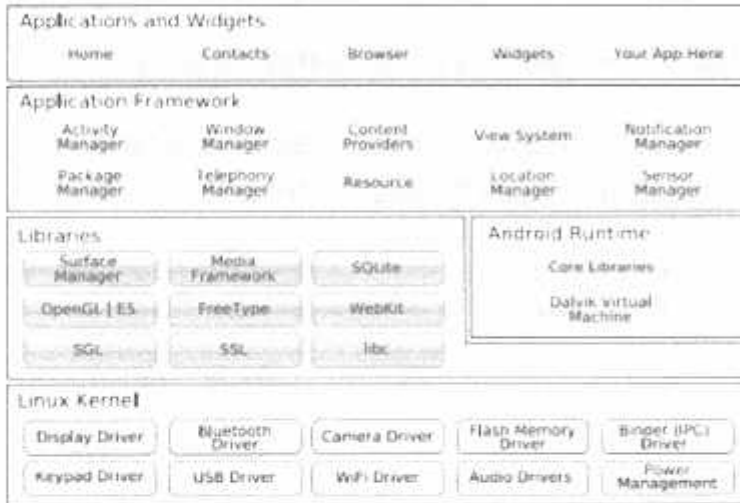 Applications and Widgets
Home Contacts Browser Widgets Your App Here
Application Framework
Activity Manager Window Manager Content Providers View System Notification Manager
Package Manager Telephony Manager Resource Location Manager Sensor Manager
Libraries
Surface Manager Media Framework SQLite
OpenGL | ES FreeType WebKit
SGL SSL libc
Android Runtime
Core Libraries
Dalvik Virtual Machine
Linux Kernel
Display Driver Bluetooth Driver Camera Driver Flash Memory Driver Binder (IPC) Driver
Keypad Driver USB Driver WiFi Driver Audio Drivers Power Management